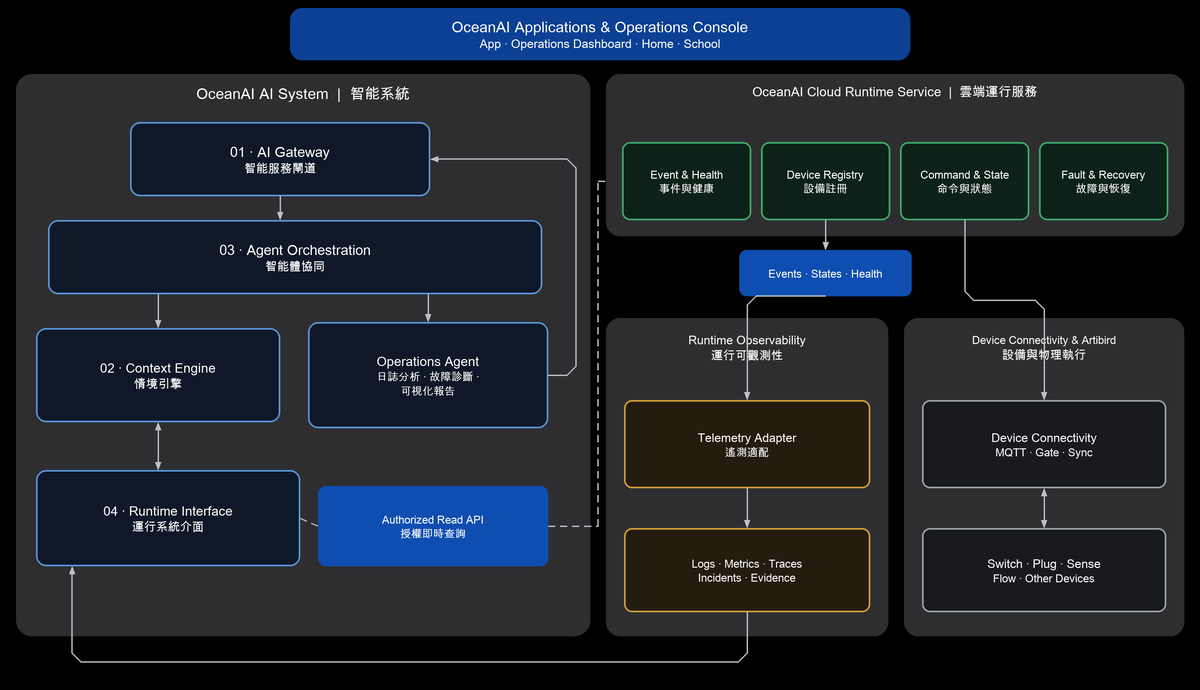 OceanAI Applications & Operations Console
App · Operations Dashboard · Home · School
OceanAI AI System | 智能系統
01 · AI Gateway
智能服務閘道
03 · Agent Orchestration
智能體協同
02 · Context Engine
情境引擎
Operations Agent
日誌分析 · 故障診斷 ·
可視化報告
04 · Runtime Interface
運行系統介面
Authorized Read API
授權即時查詢
OceanAI Cloud Runtime Service | 雲端運行服務
Event & Health
事件與健康
Device Registry
設備註冊
Command & State
命令與狀態
Fault & Recovery
故障與恢復
Events · States · Health
Runtime Observability
運行可觀測性
Telemetry Adapter
遙測適配
Logs · Metrics · Traces
Incidents · Evidence
Device Connectivity & Artibird
設備與物理執行
Device Connectivity
MQTT · Gate · Sync
Switch · Plug · Sense
Flow · Other Devices